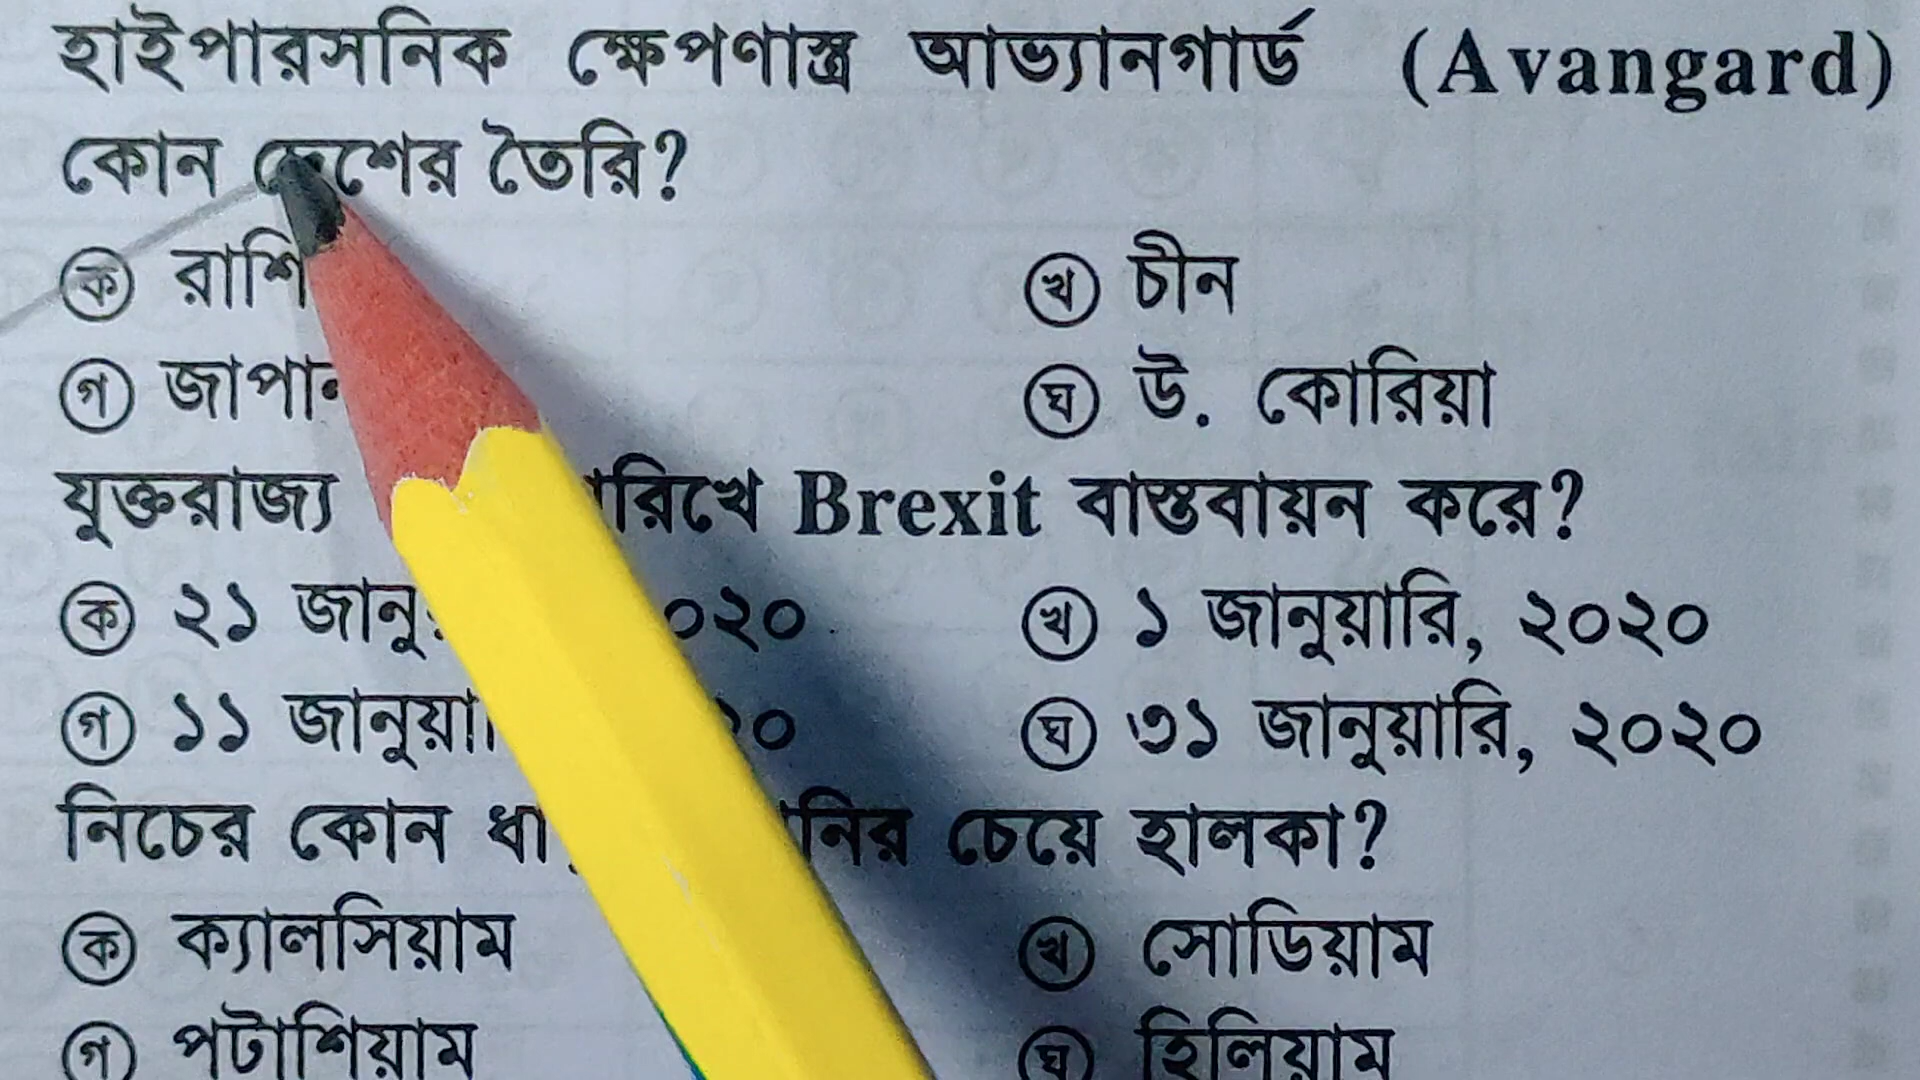 হাইপারসনিক ক্ষেপণাস্ত্র আভ্যানগার্ড (Avangard)
কোন দেশের তৈরি?
ক রাশি খ চীন
গ জাপান ঘ উ. কোরিয়া
যুক্তরাজ্য Brexit বাস্তবায়ন করে?
ক ২১ খ ১ জানুয়ারি, ২০২০
গ ১১ ঘ ৩১ জানুয়ারি, ২০২০
নিচের কোন চেয়ে হালকা?
ক ক্যালসিয়াম খ সোডিয়াম
গ পটাশিয়াম ঘ হিলিয়াম